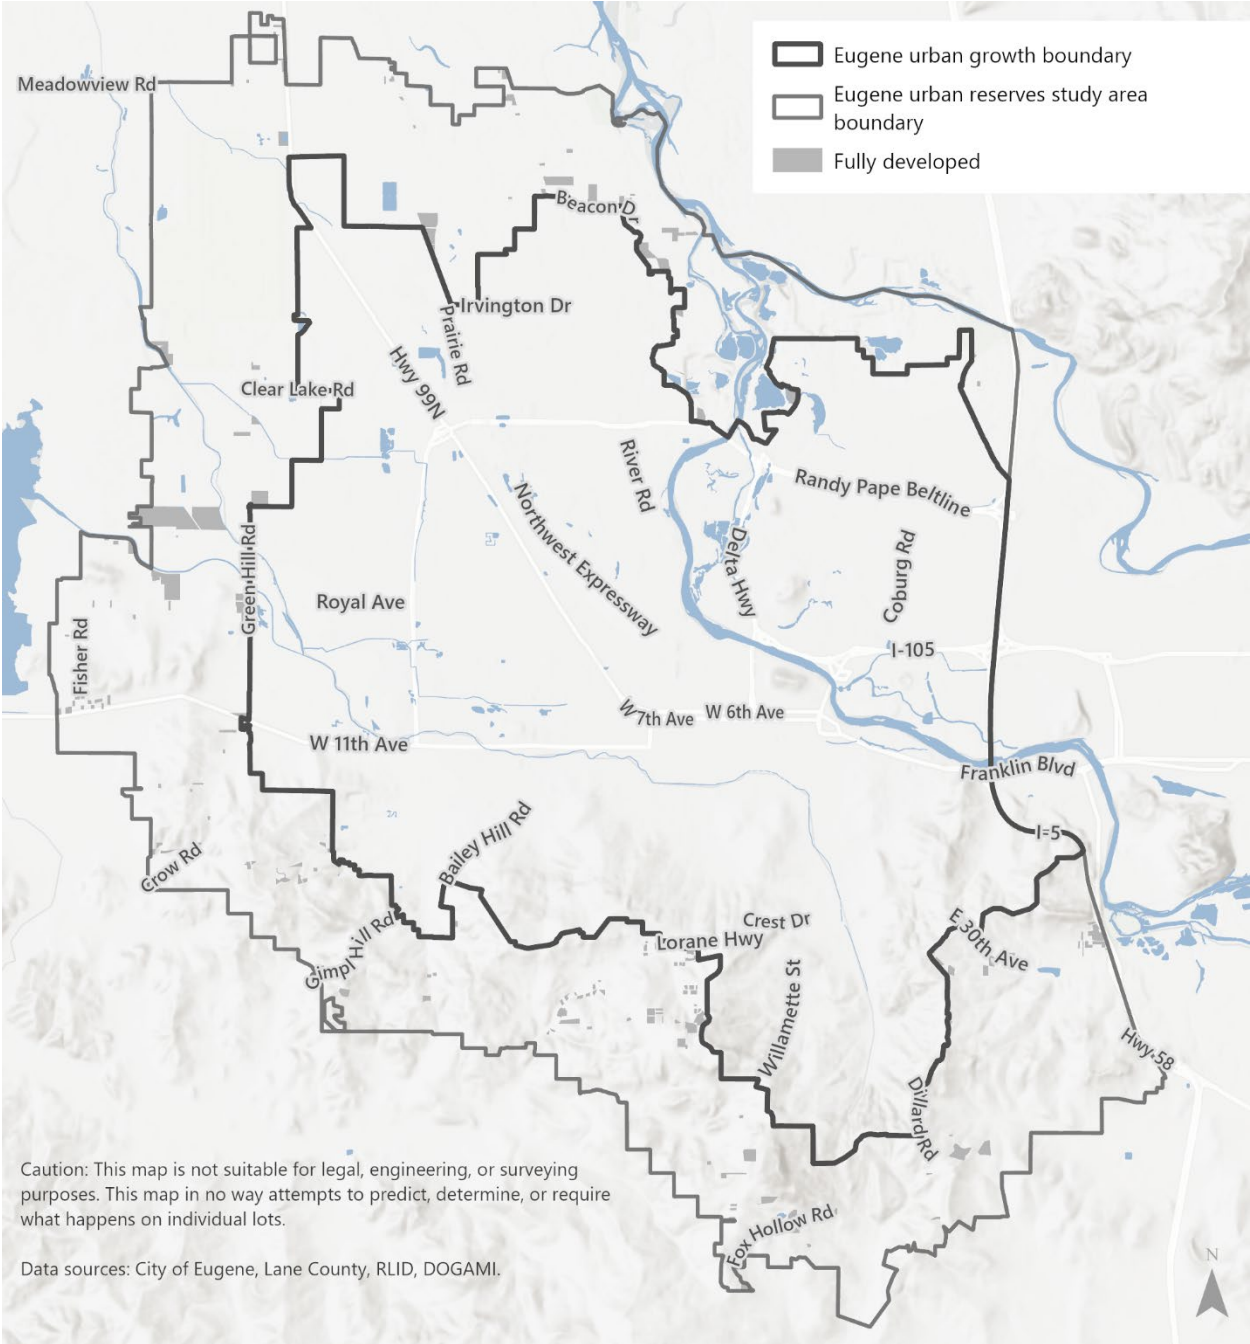 Eugene urban growth boundary
Eugene urban reserves study area
boundary
Fully developed
Meadowview Rd
Beacon Dr
Irvington Dr
Prairie Rd
Hwy 99N
Clear Lake Rd
River Rd
Randy Pape Beltline
Northwest Expressway
Delta Hwy
Coburg Rd
Green Hill Rd
Royal Ave
Fisher Rd
I-105
W 7th Ave
W 6th Ave
W 11th Ave
Franklin Blvd
I-5
Bailey Hill Rd
Crow Rd
Gimpl Hill Rd
Crest Dr
Lorane Hwy
E 30th Ave
Willamette St
Hwy 58
Dillard Rd
Fox Hollow Rd
Caution: This map is not suitable for legal, engineering, or surveying
purposes. This map in no way attempts to predict, determine, or require
what happens on individual lots.
Data sources: City of Eugene, Lane County, RLID, DOGAMI.
N